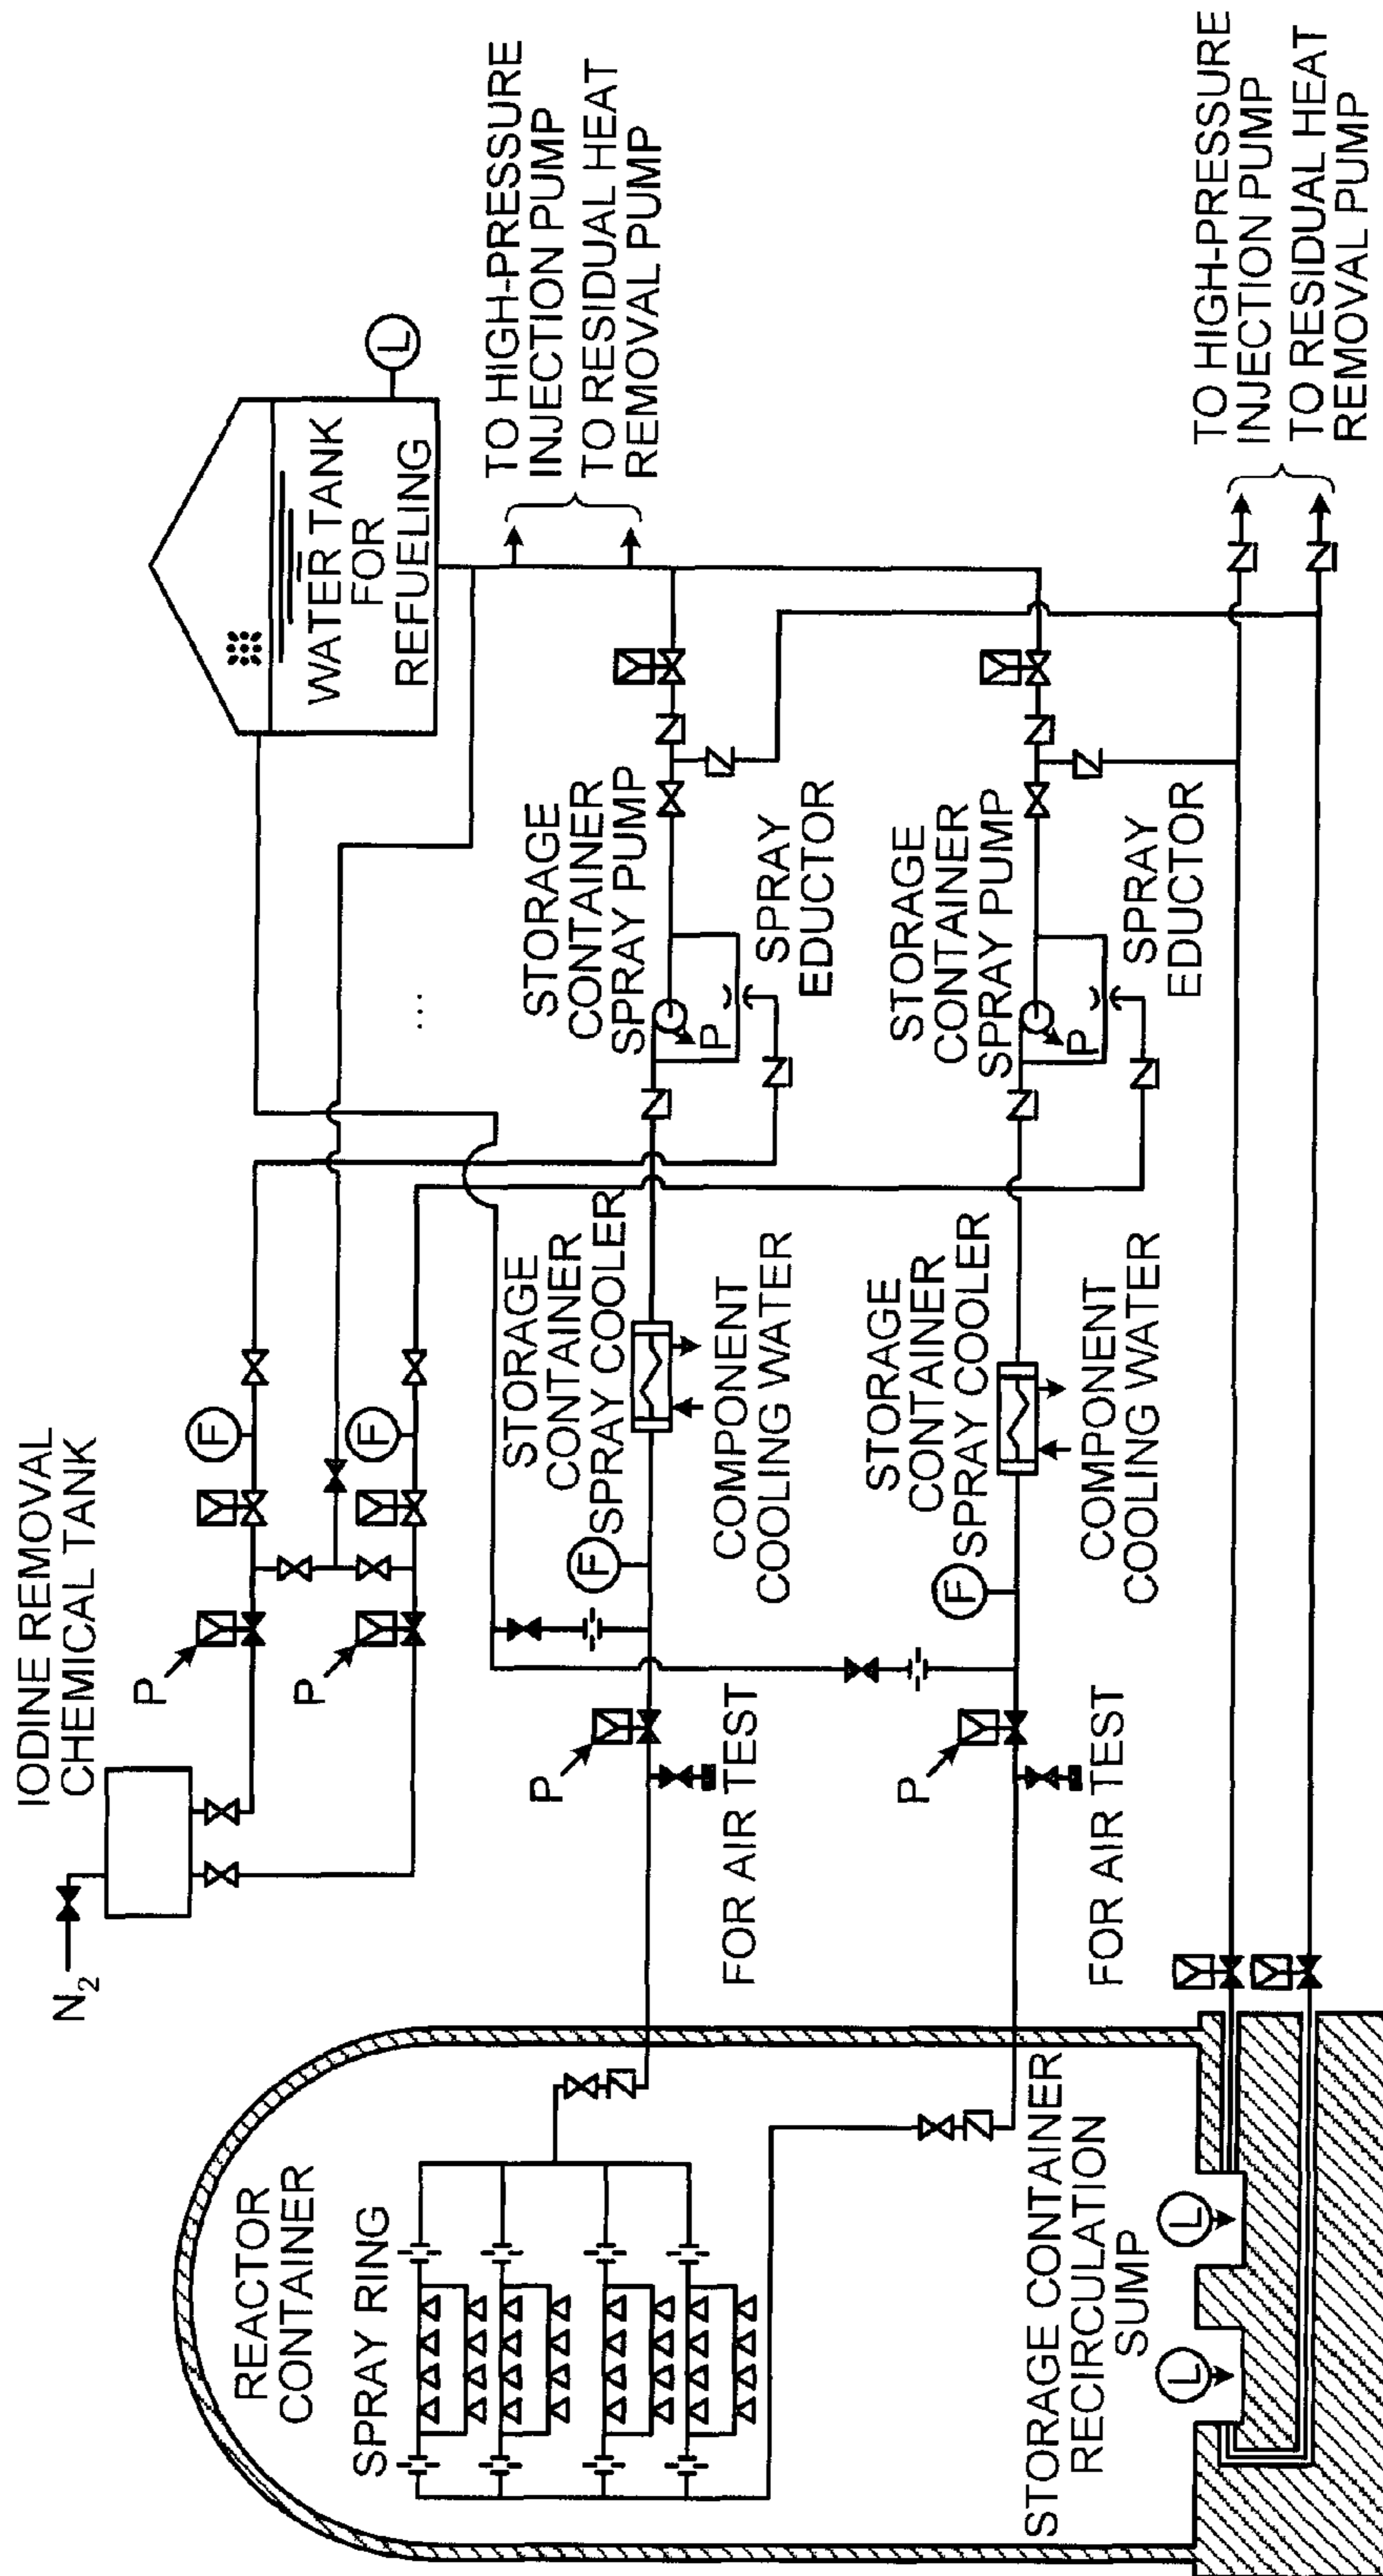 IODINE REMOVAL
CHEMICAL TANK
N2
P
P
F
F
WATER TANK
FOR
REFUELING
L
TO HIGH-PRESSURE
INJECTION PUMP
TO RESIDUAL HEAT
REMOVAL PUMP
...
STORAGE
CONTAINER
SPRAY PUMP
P
SPRAY
EDUCTOR
STORAGE
CONTAINER
SPRAY COOLER
F
COMPONENT
COOLING WATER
P
FOR AIR TEST
STORAGE
CONTAINER
SPRAY PUMP
P
SPRAY
EDUCTOR
STORAGE
CONTAINER
SPRAY COOLER
F
COMPONENT
COOLING WATER
P
FOR AIR TEST
REACTOR
CONTAINER
SPRAY RING
STORAGE CONTAINER
RECIRCULATION
SUMP
L
L
TO HIGH-PRESSURE
INJECTION PUMP
TO RESIDUAL HEAT
REMOVAL PUMP